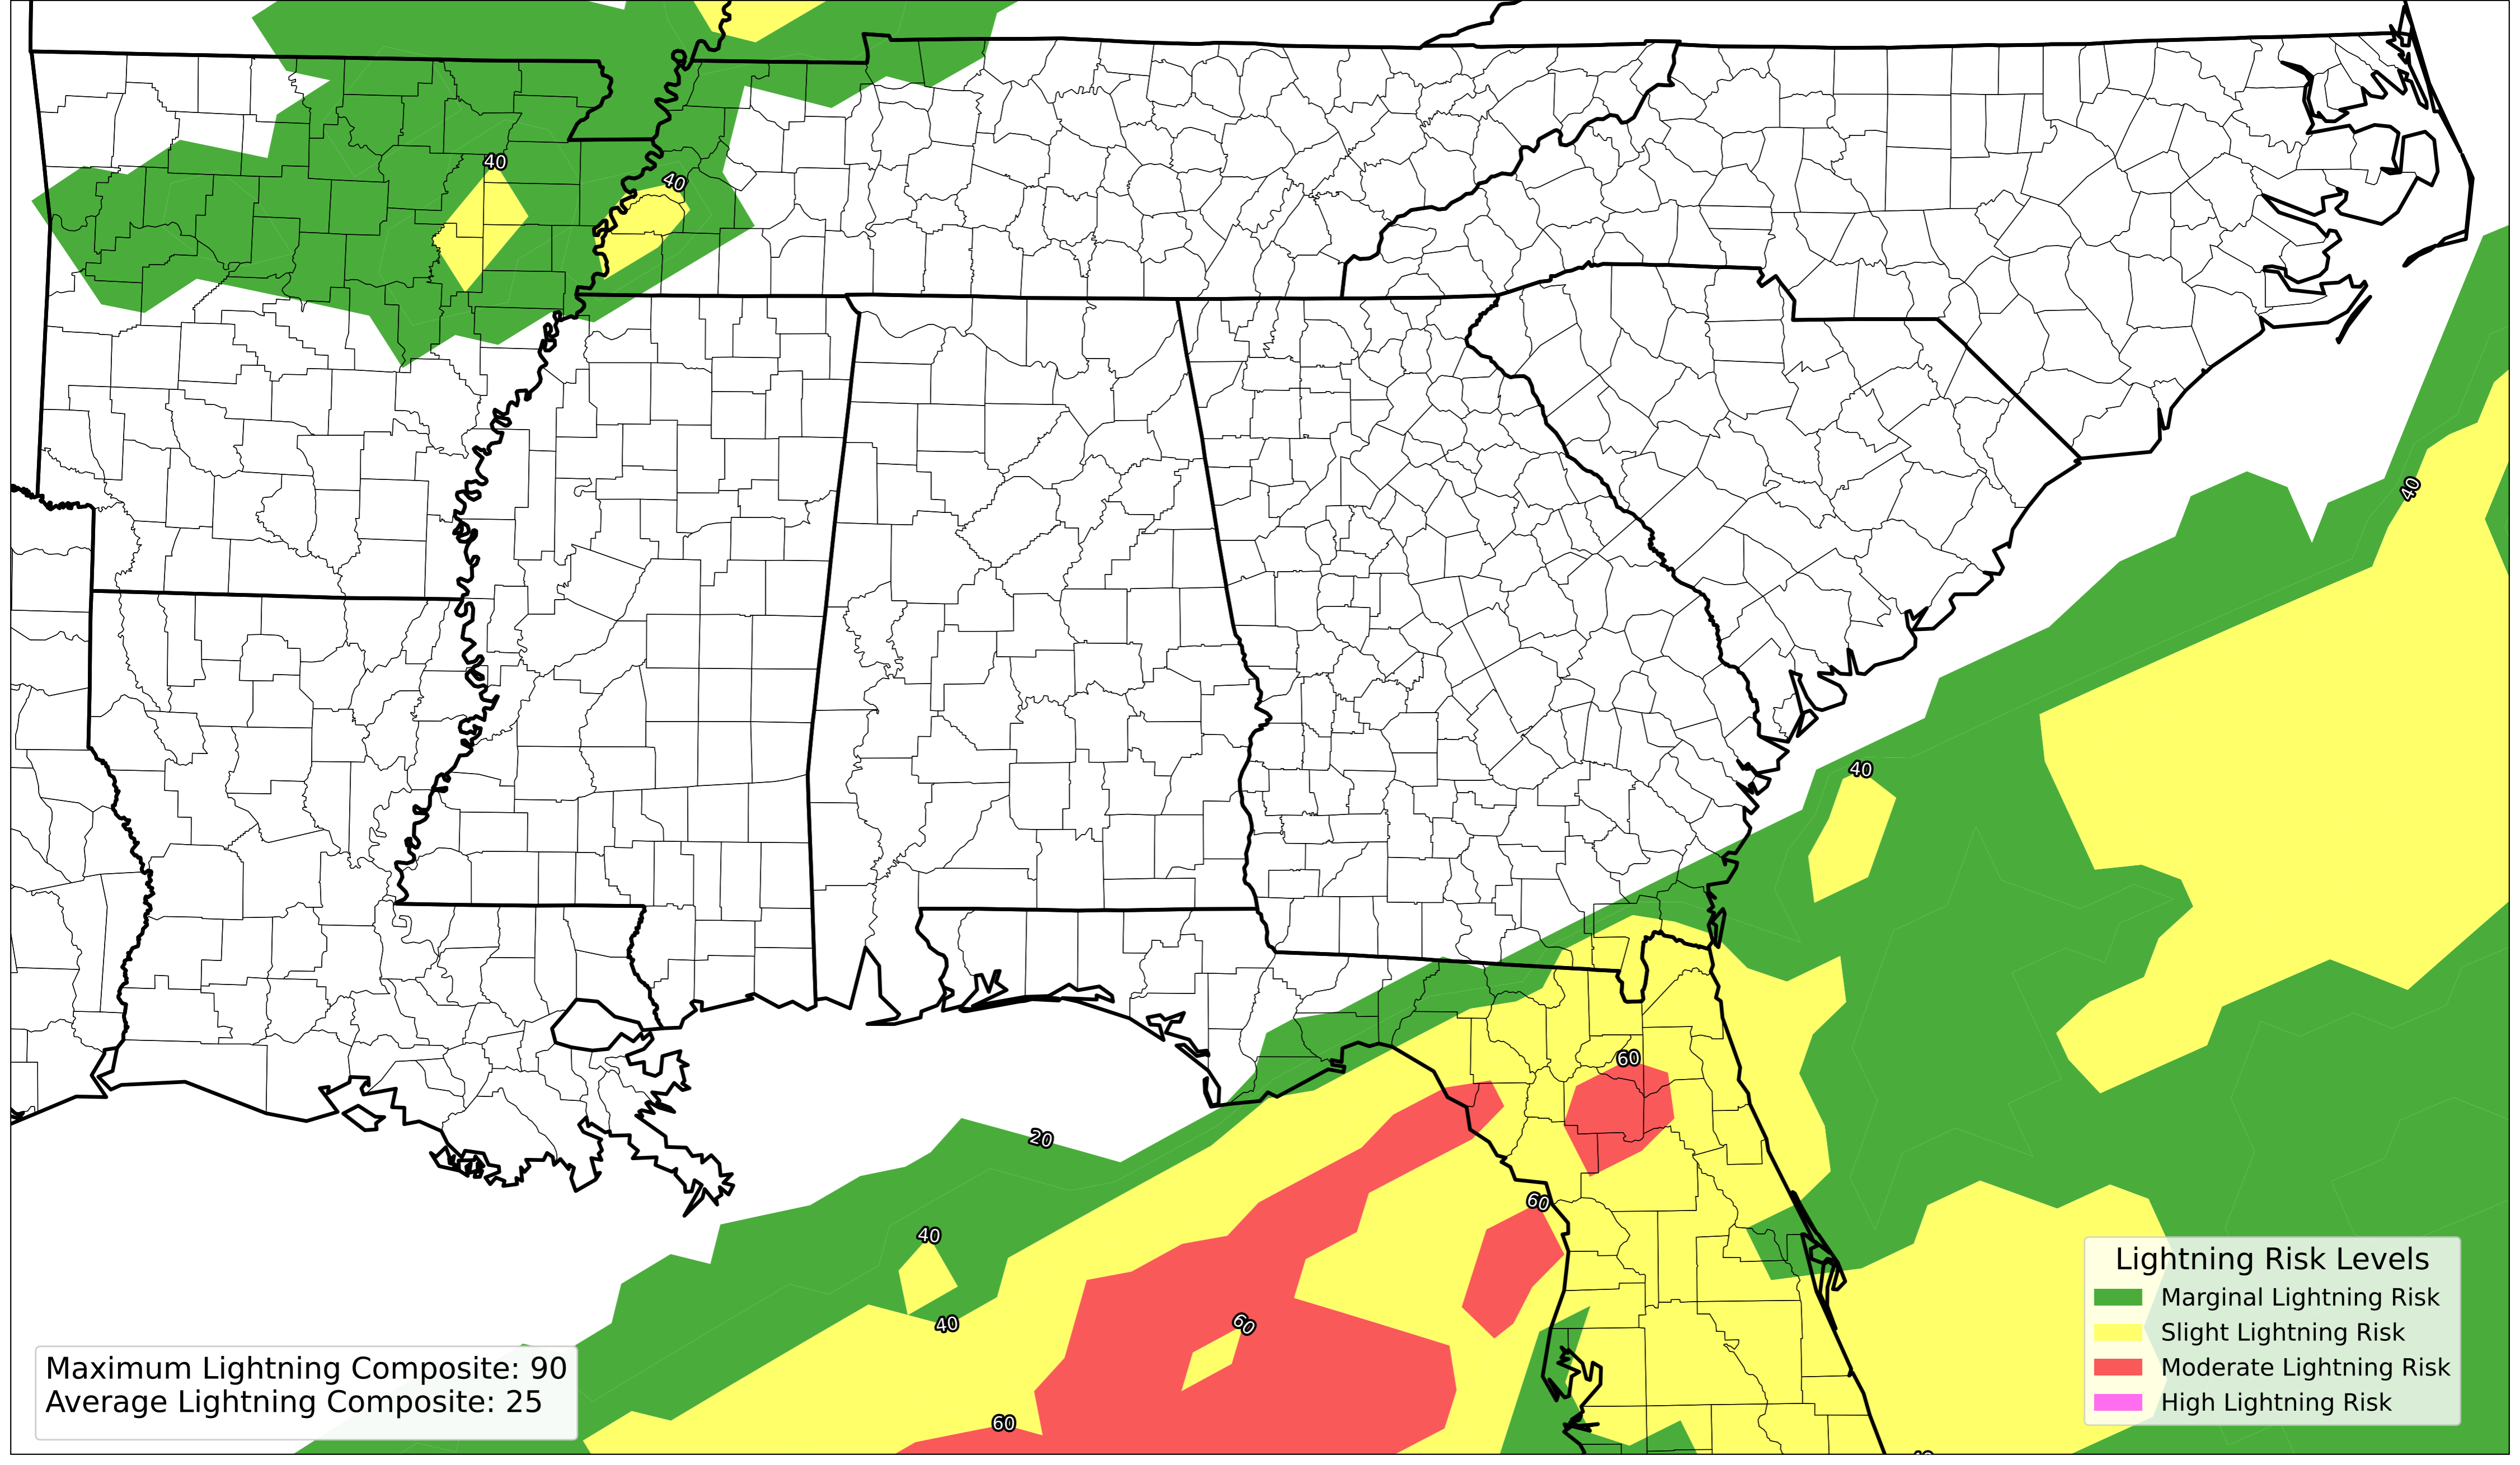 40
40
40
40
20
60
60
40
40
60
60
Lightning Risk Levels
Marginal Lightning Risk
Slight Lightning Risk
Moderate Lightning Risk
High Lightning Risk
Maximum Lightning Composite: 90
Average Lightning Composite: 25